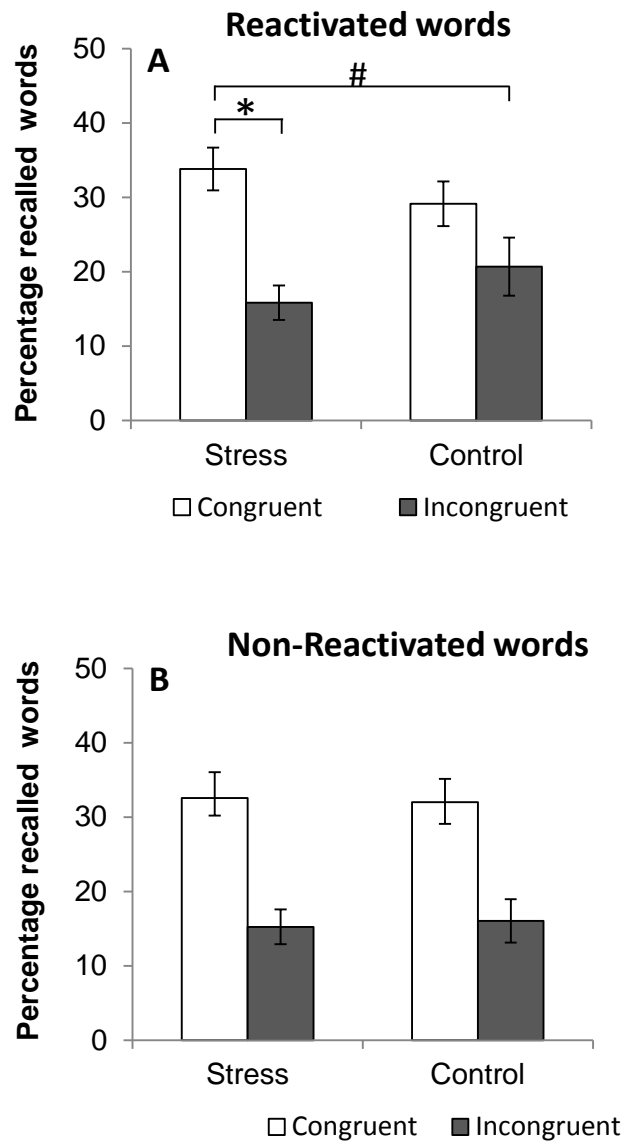 Reactivated words
A
#
*
Percentage recalled words
50
40
30
20
10
0
Stress Control
Congruent Incongruent
Non-Reactivated words
B
Percentage recalled words
50
40
30
20
10
0
Stress Control
Congruent Incongruent